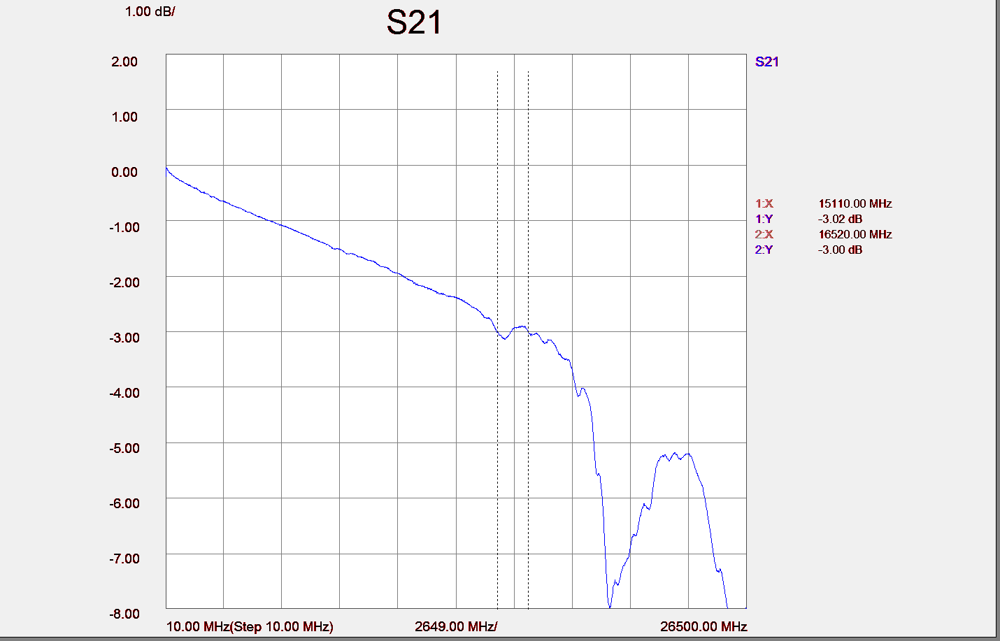 1.00 dB/
S21
2.00
1.00
0.00
-1.00
-2.00
-3.00
-4.00
-5.00
-6.00
-7.00
-8.00
S21
1:X 15110.00 MHz
1:Y -3.02 dB
2:X 16520.00 MHz
2:Y -3.00 dB
10.00 MHz(Step 10.00 MHz) 2649.00 MHz/ 26500.00 MHz